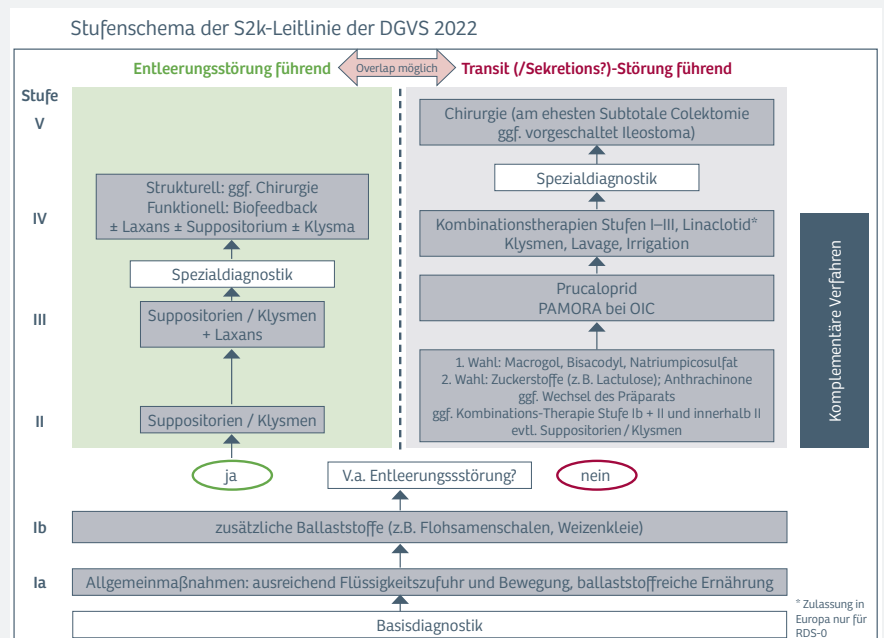 Stufenschema der S2k-Leitlinie der DGVS 2022
Entleerungsstörung führend
Overlap möglich
Transit (/Sekretions?)-Störung führend
Stufe
V
Chirurgie (am ehesten Subtotale Colektomie
ggf. vorgeschaltet Ileostoma)
Spezialdiagnostik
IV
Strukturell: ggf. Chirurgie
Funktionell: Biofeedback
± Laxans ± Suppositorium ± Klysma
Kombinationstherapien Stufen I–III, Linaclotid*
Klysmen, Lavage, Irrigation
Spezialdiagnostik
III
Suppositorien / Klysmen
+ Laxans
Prucaloprid
PAMORA bei OIC
II
Suppositorien / Klysmen
1. Wahl: Macrogol, Bisacodyl, Natriumpicosulfat
2. Wahl: Zuckerstoffe (z.B. Lactulose); Anthrachinone
ggf. Wechsel des Präparats
ggf. Kombinations-Therapie Stufe Ib + II und innerhalb II
evtl. Suppositorien / Klysmen
Komplementäre Verfahren
ja
V.a. Entleerungssstörung?
nein
Ib
zusätzliche Ballaststoffe (z.B. Flohsamenschalen, Weizenkleie)
Ia
Allgemeinmaßnahmen: ausreichend Flüssigkeitszufuhr und Bewegung, ballaststoffreiche Ernährung
Basisdiagnostik
* Zulassung in
Europa nur für
RDS-0